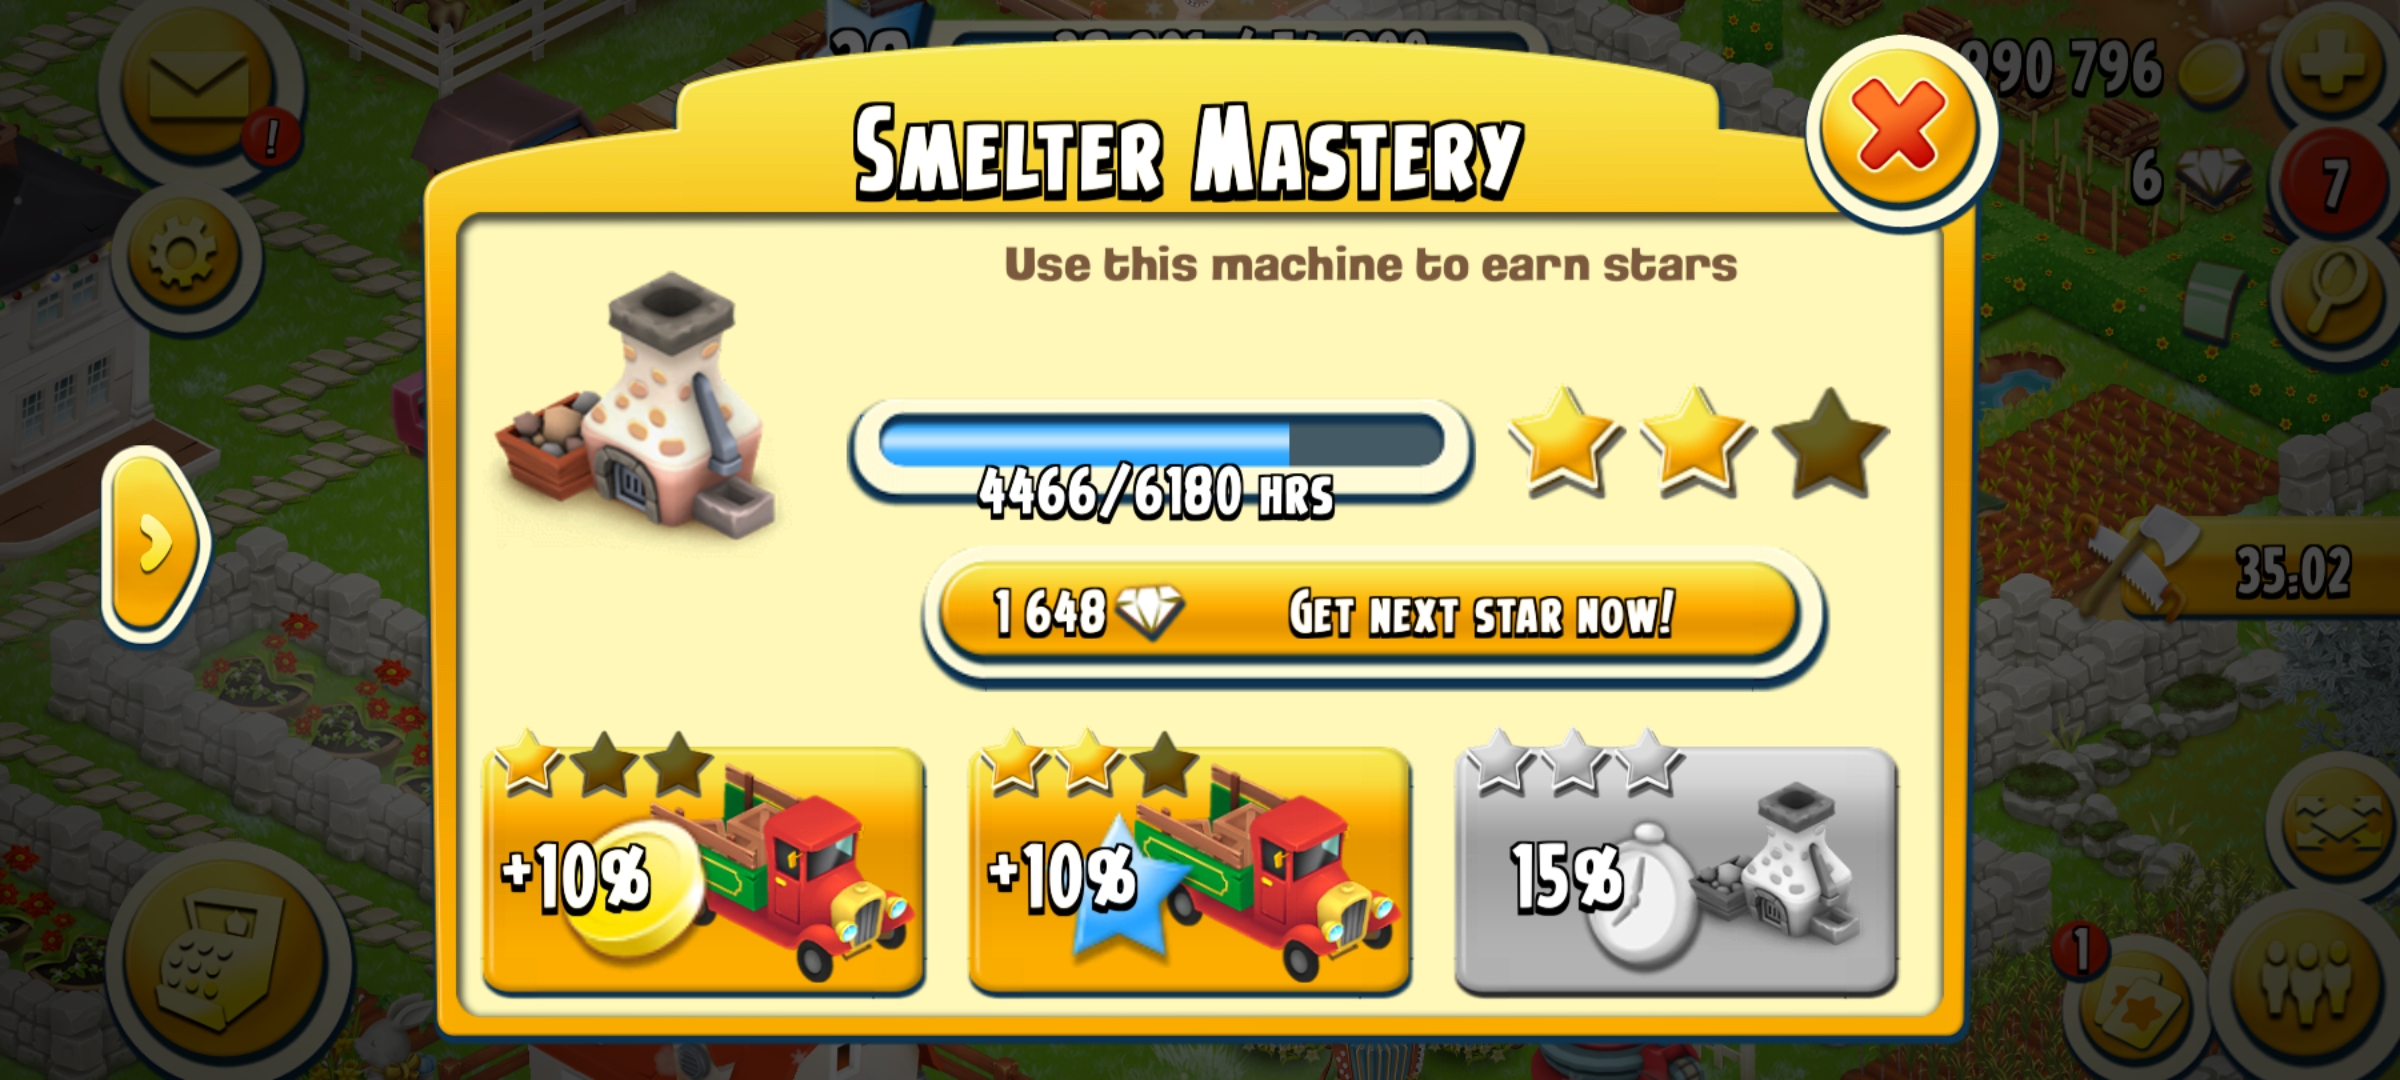 990 796
SMELTER MASTERY
!
6
7
Use this machine to earn stars
4466/6180 HRS
35:02
1 648 GET NEXT STAR NOW!
+10%
+10%
15%
1